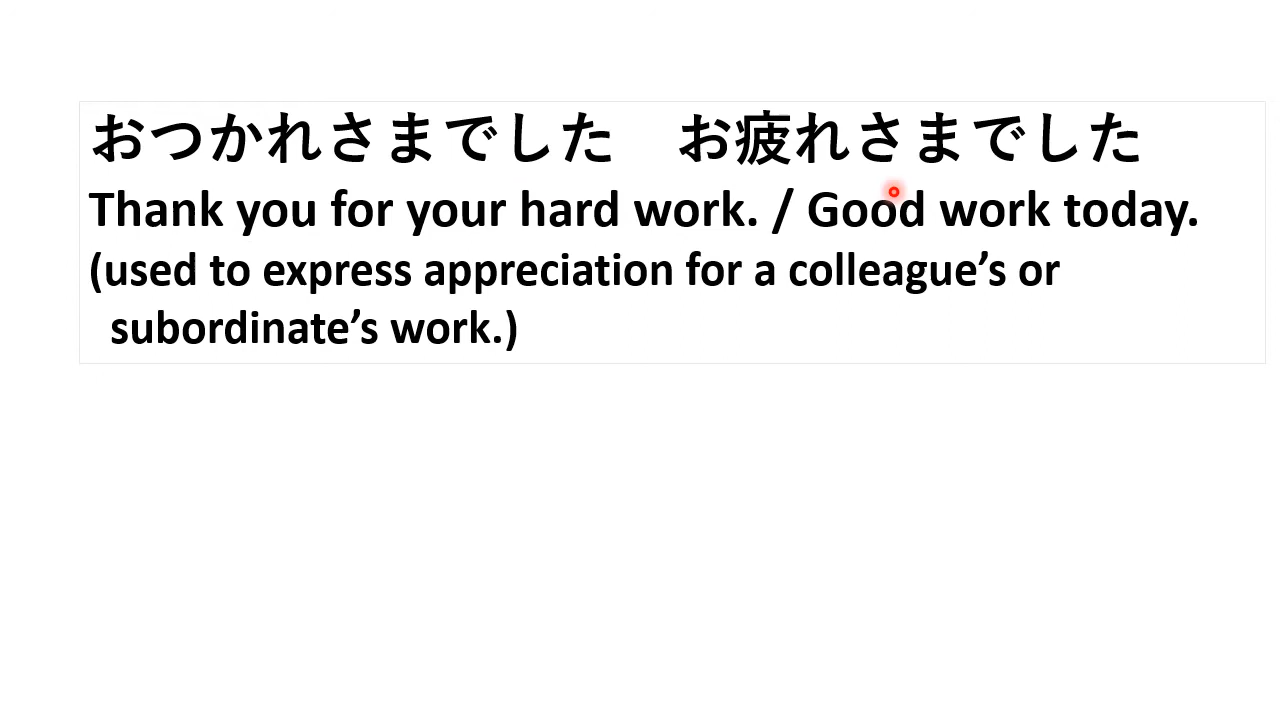 おつかれさまでした　お疲れさまでした
Thank you for your hard work. / Good work today.
(used to express appreciation for a colleague’s or
subordinate’s work.)